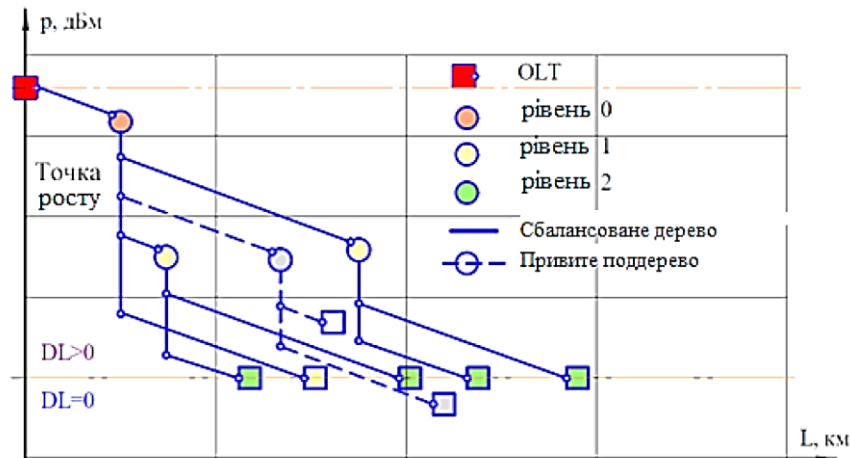 p, дБм
OLT
рівень 0
рівень 1
рівень 2
Точка
росту
Сбалансоване дерево
Привите поддерево
DL>0
DL=0
L, км